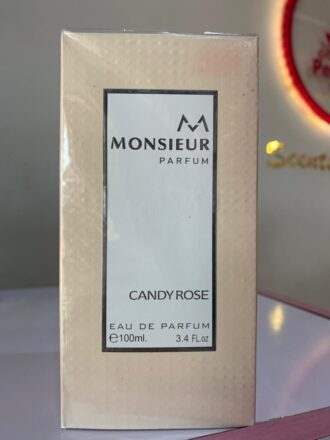 MONSIEUR
PARFUM
CANDY ROSE
EAU DE PARFUM
℮100ml. 3.4 FL.oz